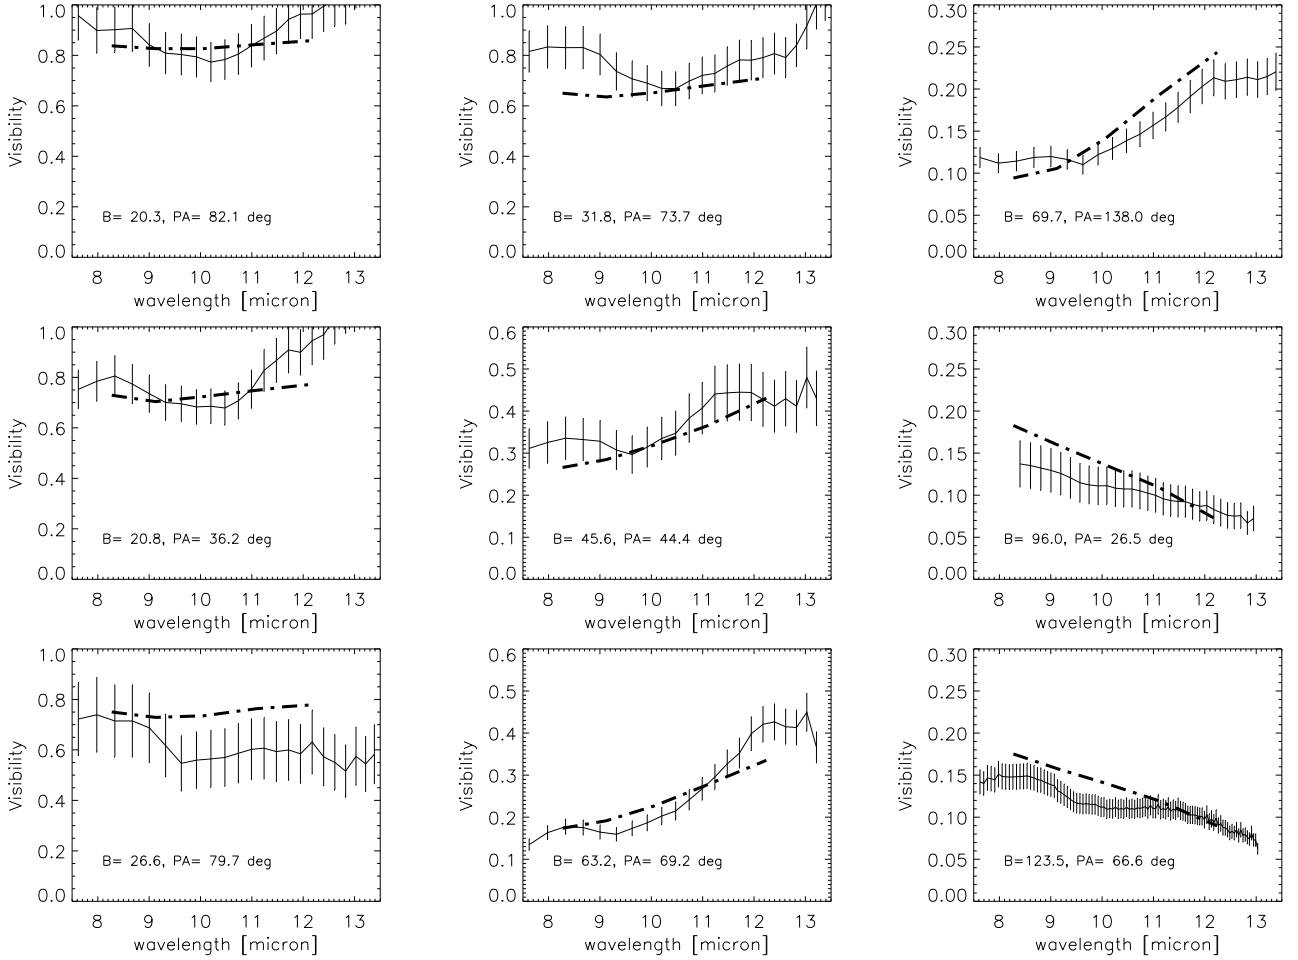 1.0 0.8 0.6 0.4 0.2 0.0
Visibility
B= 20.3, PA= 82.1 deg
8 9 10 11 12 13
wavelength [micron]
1.0 0.8 0.6 0.4 0.2 0.0
Visibility
B= 31.8, PA= 73.7 deg
8 9 10 11 12 13
wavelength [micron]
0.30 0.25 0.20 0.15 0.10 0.05 0.00
Visibility
B= 69.7, PA=138.0 deg
8 9 10 11 12 13
wavelength [micron]
1.0 0.8 0.6 0.4 0.2 0.0
Visibility
B= 20.8, PA= 36.2 deg
8 9 10 11 12 13
wavelength [micron]
0.6 0.5 0.4 0.3 0.2 0.1 0.0
Visibility
B= 45.6, PA= 44.4 deg
8 9 10 11 12 13
wavelength [micron]
0.30 0.25 0.20 0.15 0.10 0.05 0.00
Visibility
B= 96.0, PA= 26.5 deg
8 9 10 11 12 13
wavelength [micron]
1.0 0.8 0.6 0.4 0.2 0.0
Visibility
B= 26.6, PA= 79.7 deg
8 9 10 11 12 13
wavelength [micron]
0.6 0.5 0.4 0.3 0.2 0.1 0.0
Visibility
B= 63.2, PA= 69.2 deg
8 9 10 11 12 13
wavelength [micron]
0.30 0.25 0.20 0.15 0.10 0.05 0.00
Visibility
B=123.5, PA= 66.6 deg
8 9 10 11 12 13
wavelength [micron]